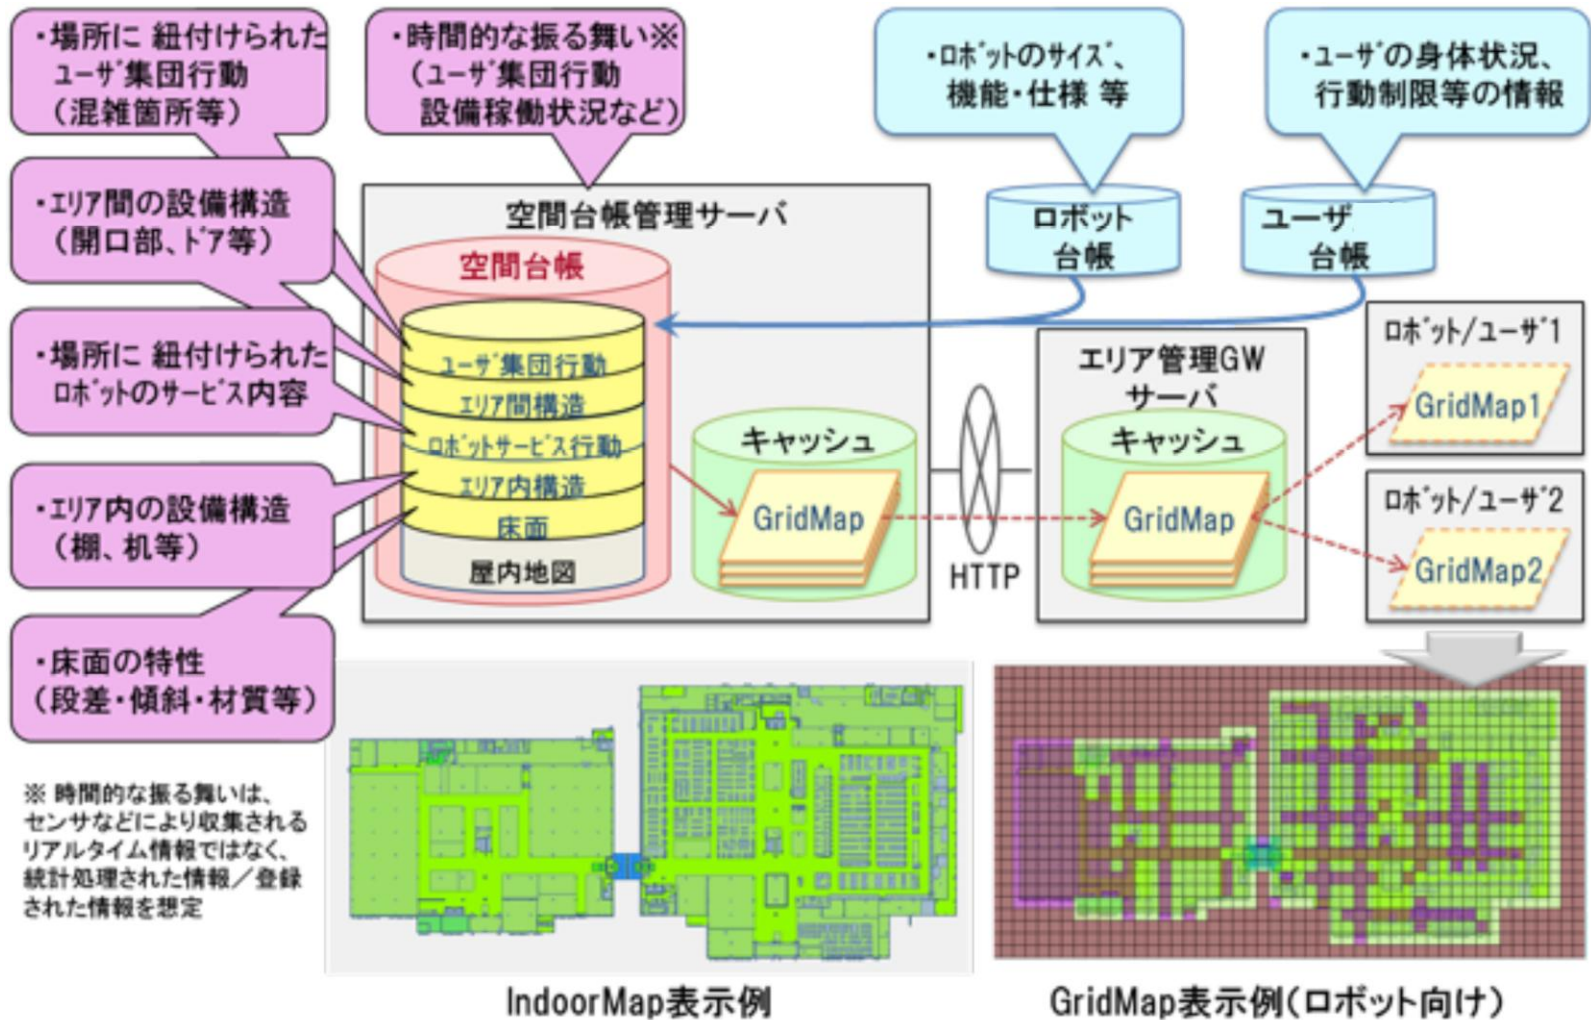 ・場所に 紐付けられた
ユーザ集団行動
(混雑箇所等)
・時間的な振る舞い※
(ユーザ集団行動
設備稼働状況など)
・ロボットのサイズ、
機能・仕様 等
・ユーザの身体状況、
行動制限等の情報
・エリア間の設備構造
(開口部、ドア等)
・場所に 紐付けられた
ロボットのサービス内容
・エリア内の設備構造
(棚、机等)
・床面の特性
(段差・傾斜・材質等)
空間台帳管理サーバ
空間台帳
ユーザ集団行動
エリア間構造
ロボットサービス行動
エリア内構造
床面
屋内地図
キャッシュ
GridMap
HTTP
ロボット
台帳
ユーザ
台帳
エリア管理GW
サーバ
キャッシュ
GridMap
ロボット/ユーザ1
GridMap1
ロボット/ユーザ2
GridMap2
※ 時間的な振る舞いは、
センサなどにより収集される
リアルタイム情報ではなく、
統計処理された情報/登録
された情報を想定
IndoorMap表示例
GridMap表示例(ロボット向け)